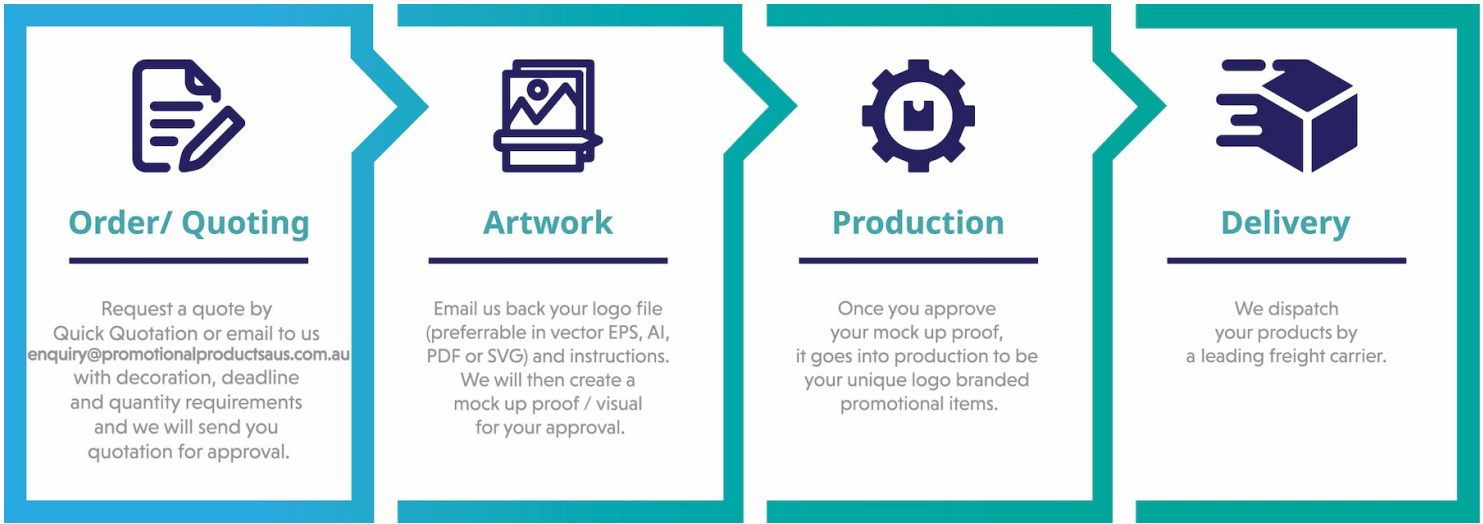 Order/ Quoting
Request a quote by
Quick Quotation or email to us
enquiry@promotionalproductsaus.com.au
with decoration, deadline
and quantity requirements
and we will send you
quotation for approval.
Artwork
Email us back your logo file
(preferrable in vector EPS, AI,
PDF or SVG) and instructions.
We will then create a
mock up proof / visual
for your approval.
Production
Once you approve
your mock up proof,
it goes into production to be
your unique logo branded
promotional items.
Delivery
We dispatch
your products by
a leading freight carrier.